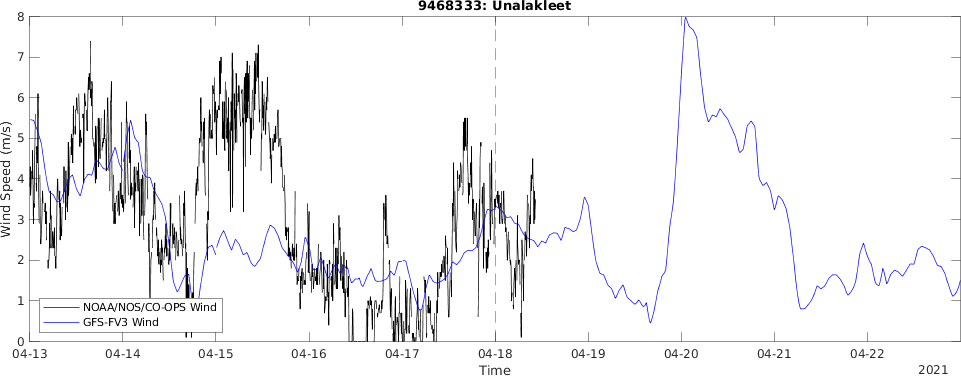 9468333: Unalakleet
8
7
6
5
4
3
2
1
0
Wind Speed (m/s)
NOAA/NOS/CO-OPS Wind
GFS-FV3 Wind
04-13 04-14 04-15 04-16 04-17 04-18 04-19 04-20 04-21 04-22
Time
2021